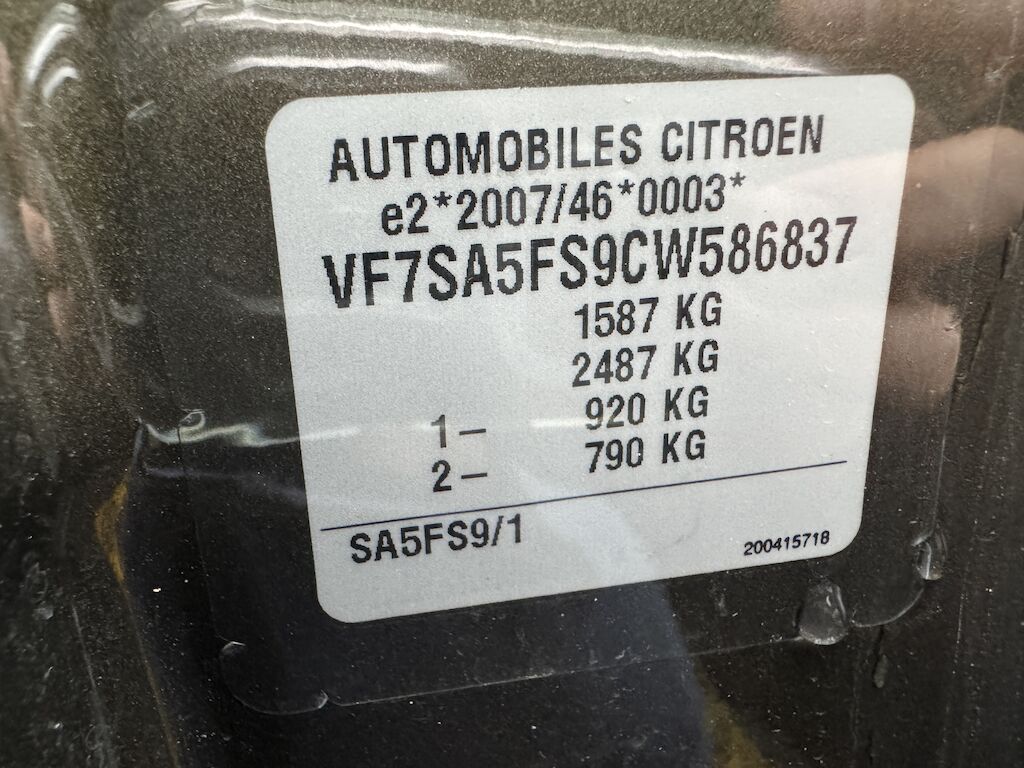 AUTOMOBILES CITROEN
e2*2007/46*0003*
VF7SA5FS9CW586837
1587 KG
2487 KG
1– 920 KG
2– 790 KG
SA5FS9/1
200415718